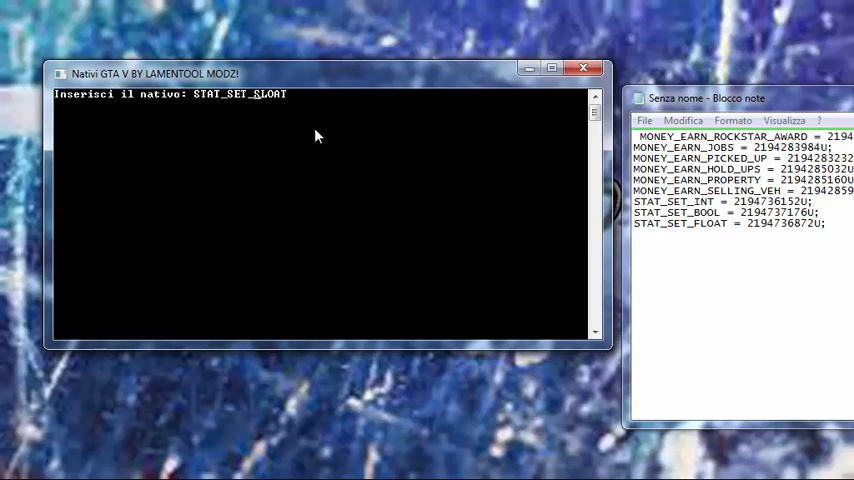 Nativi GTA V BY LAMENTOOL MODZ!
Inserisci il nativo: STAT_SET_SLOAT
Senza nome - Blocco note
File Modifica Formato Visualizza ?
MONEY_EARN_ROCKSTAR_AWARD = 2194
MONEY_EARN_JOBS = 2194283984U;
MONEY_EARN_PICKED_UP = 2194283232
MONEY_EARN_HOLD_UPS = 2194285032U
MONEY_EARN_PROPERTY = 2194285160U
MONEY_EARN_SELLING_VEH = 21942859
STAT_SET_INT = 2194736152U;
STAT_SET_BOOL = 2194737176U;
STAT_SET_FLOAT = 2194736872U;